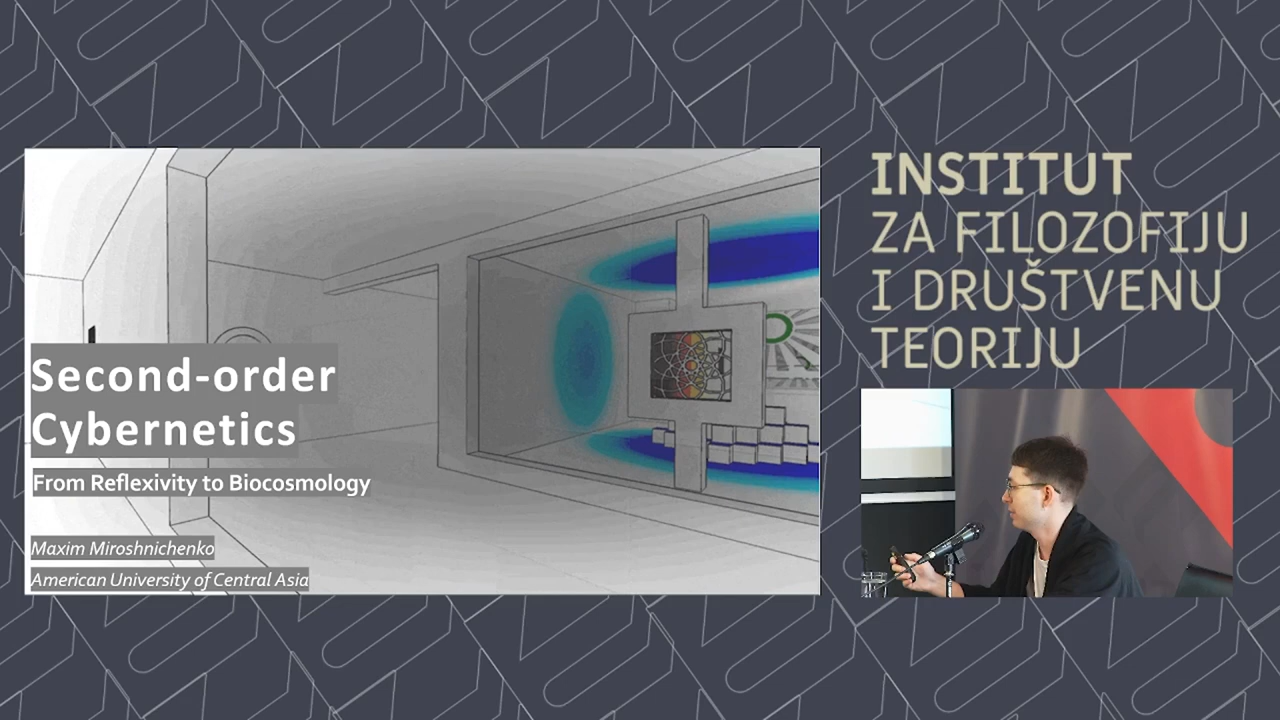 Second-order
Cybernetics
From Reflexivity to Biocosmology
Maxim Miroshnichenko
American University of Central Asia
INSTITUT
ZA FILOZOFIJU
I DRUŠTVENU
TEORIJU